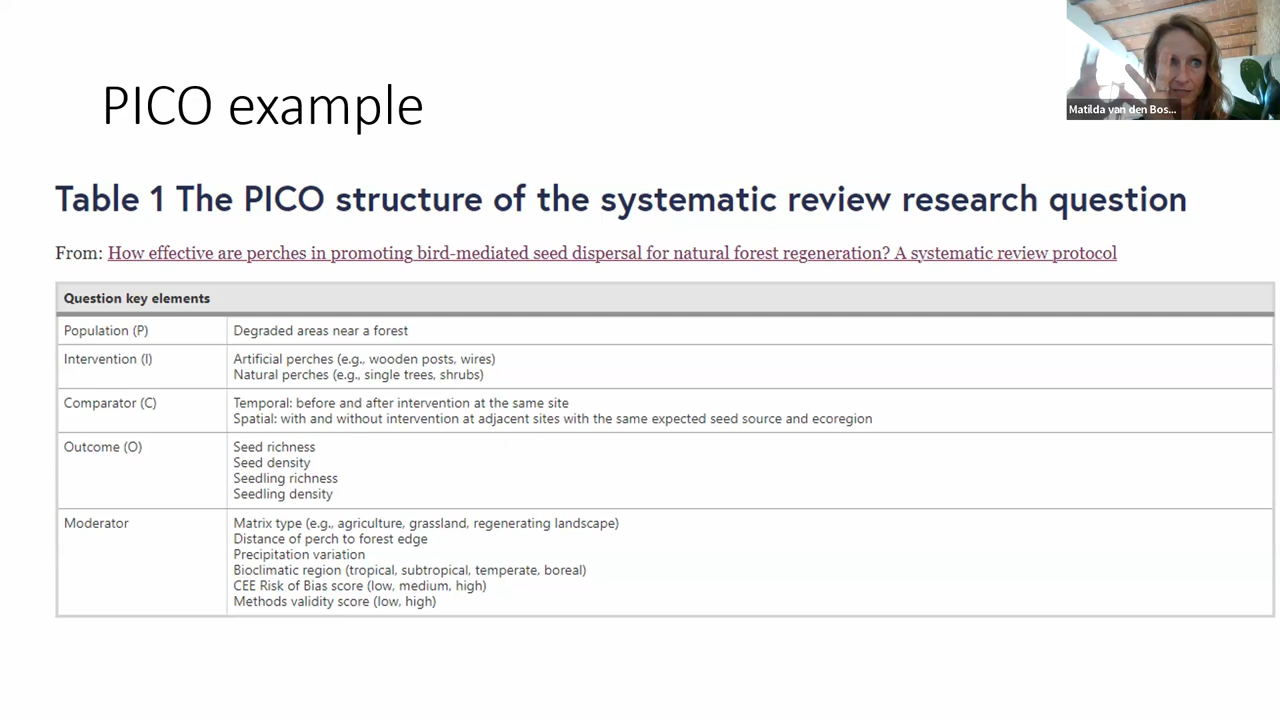 PICO example
Matilda van den Bos...
Table 1 The PICO structure of the systematic review research question
From: How effective are perches in promoting bird-mediated seed dispersal for natural forest regeneration? A systematic review protocol
Question key elements
Population (P) Degraded areas near a forest
Intervention (I) Artificial perches (e.g., wooden posts, wires)
Natural perches (e.g., single trees, shrubs)
Comparator (C) Temporal: before and after intervention at the same site
Spatial: with and without intervention at adjacent sites with the same expected seed source and ecoregion
Outcome (O) Seed richness
Seed density
Seedling richness
Seedling density
Moderator Matrix type (e.g., agriculture, grassland, regenerating landscape)
Distance of perch to forest edge
Precipitation variation
Bioclimatic region (tropical, subtropical, temperate, boreal)
CEE Risk of Bias score (low, medium, high)
Methods validity score (low, high)